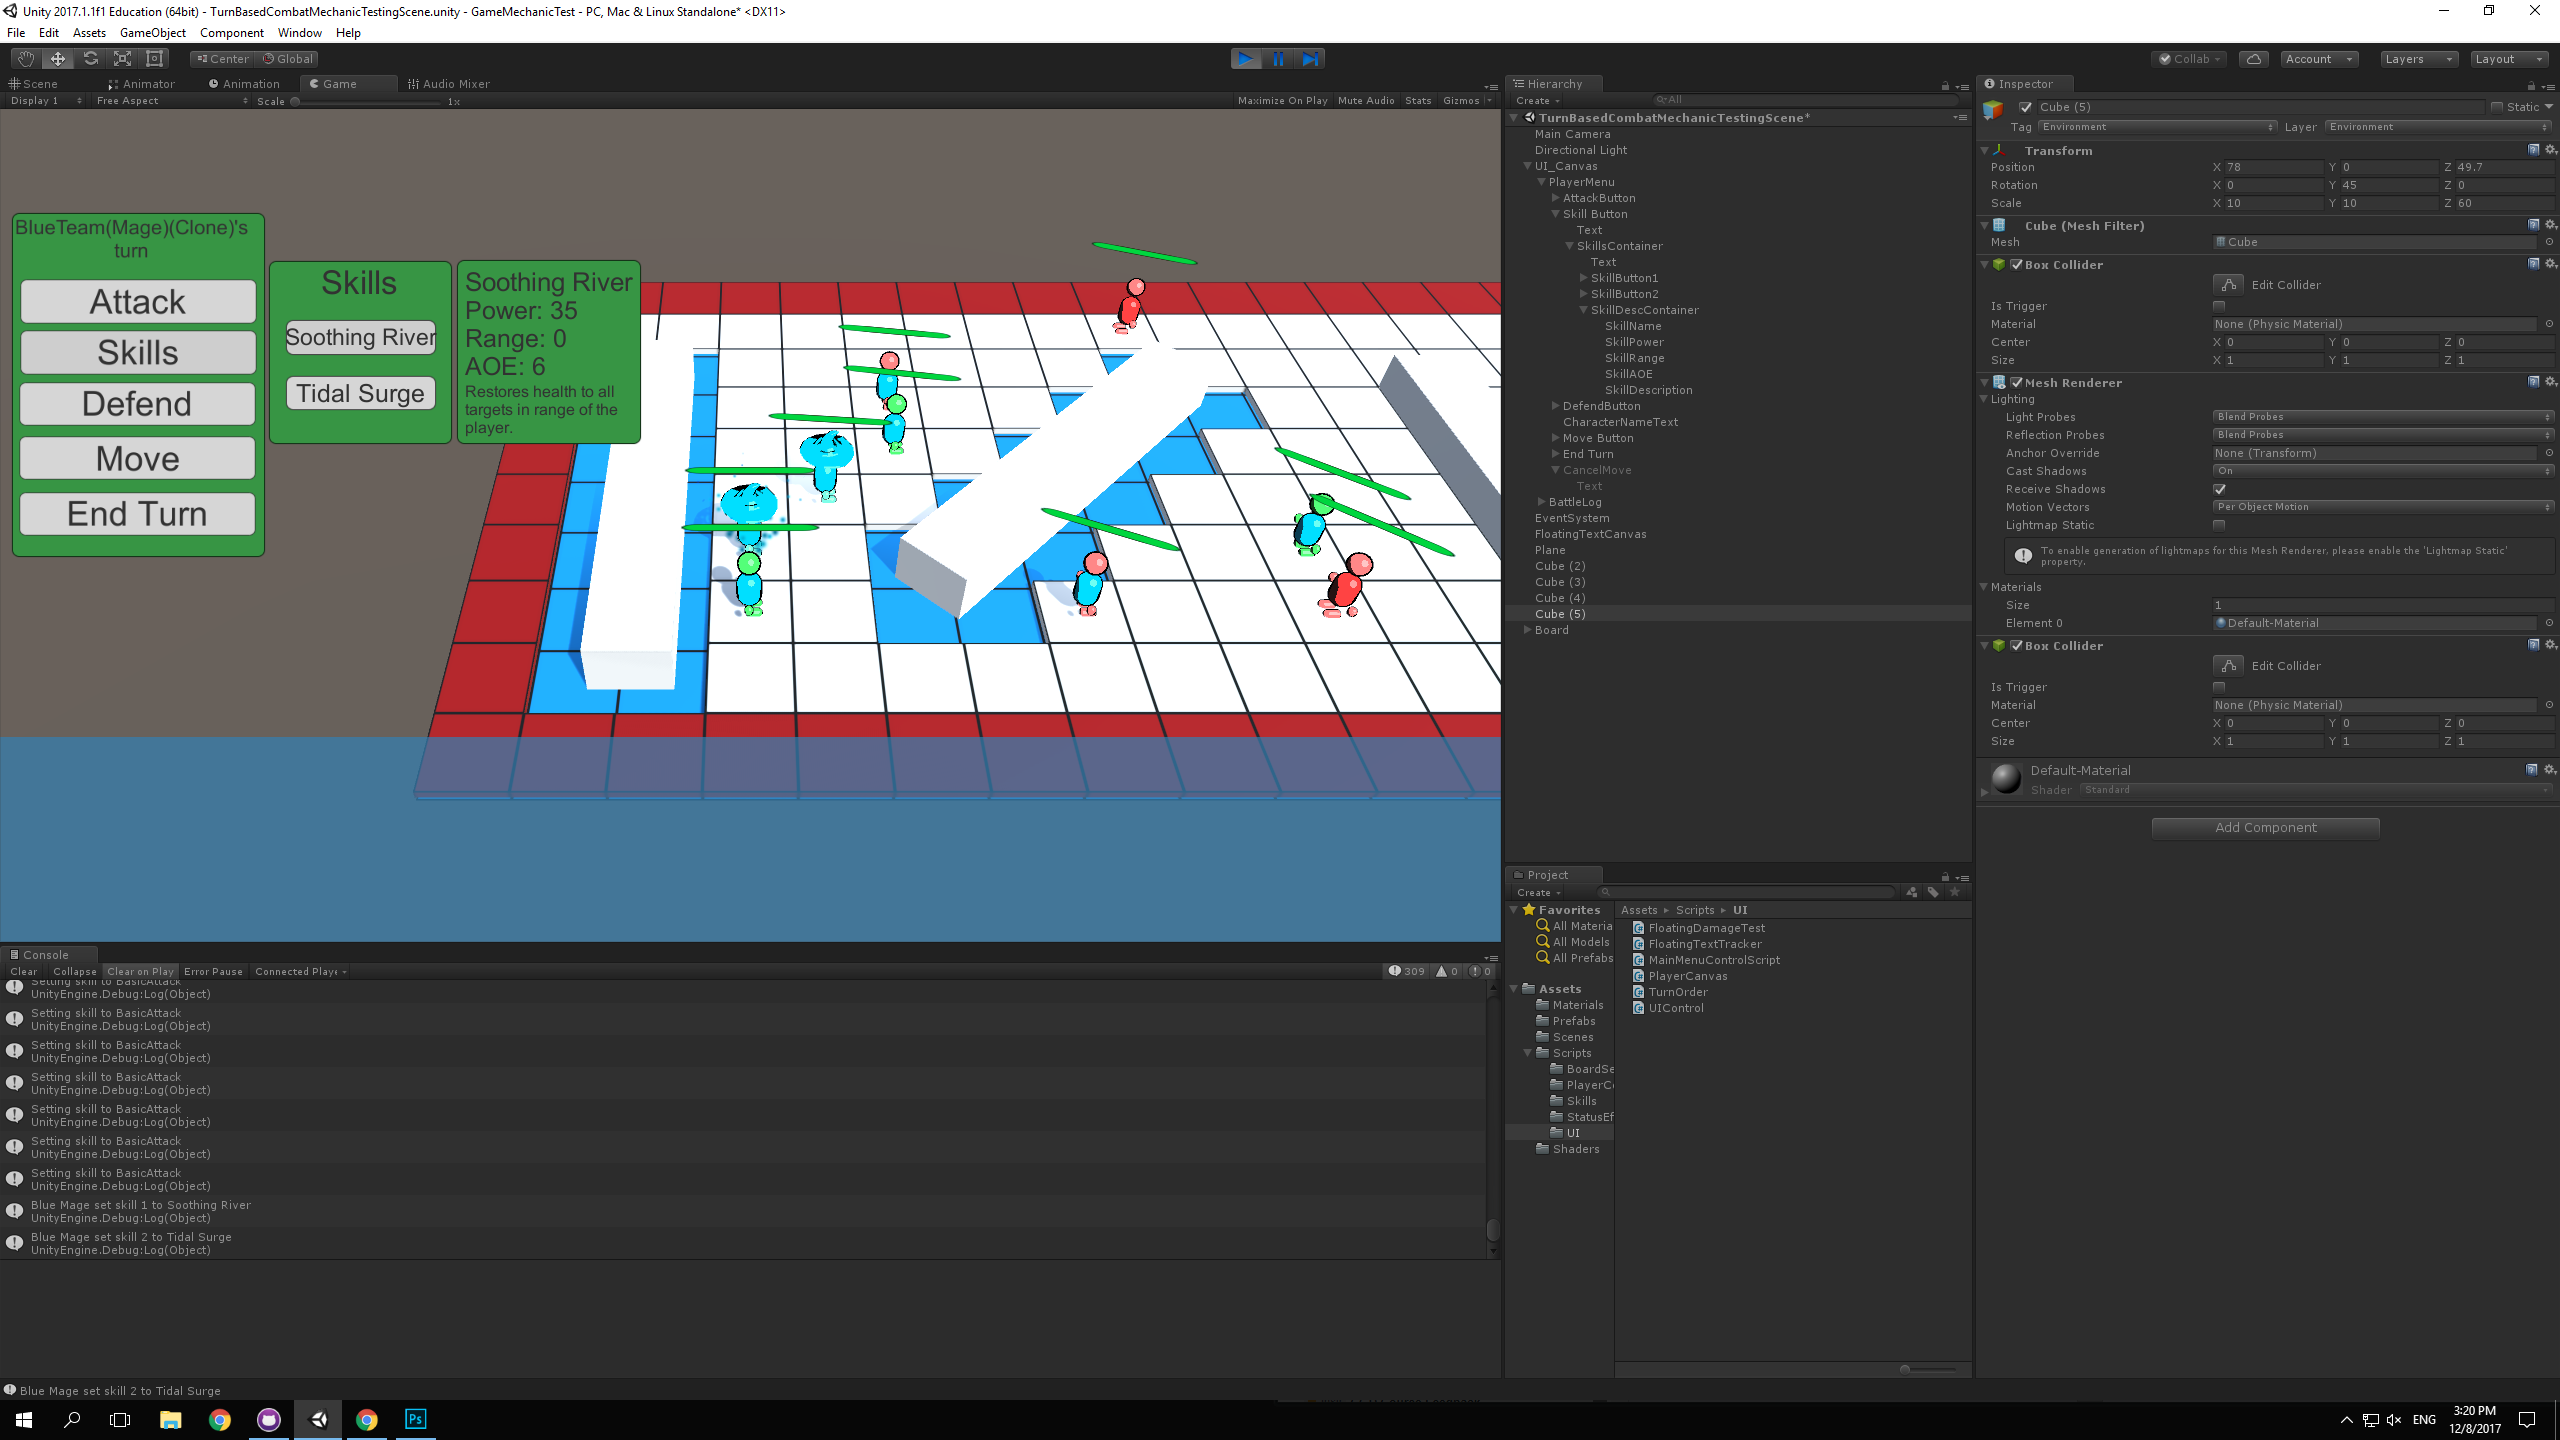 Unity 2017.1.1f1 Education (64bit) - TurnBasedCombatMechanicTestingScene.unity - GameMechanicTest - PC, Mac & Linux Standalone* <DX11>
File Edit Assets GameObject Component Window Help
Center Global
Collab Account Layers Layout
Scene Animator Animation Game Audio Mixer
Display 1 Free Aspect Scale 1x Maximize On Play Mute Audio Stats Gizmos
BlueTeam(Mage)(Clone)'s
turn
Attack
Skills
Defend
Move
End Turn
Skills
Soothing River
Tidal Surge
Soothing River
Power: 35
Range: 0
AOE: 6
Restores health to all
targets in range of the
player.
Hierarchy
Create All
TurnBasedCombatMechanicTestingScene*
Main Camera
Directional Light
UI_Canvas
PlayerMenu
AttackButton
Skill Button
Text
SkillsContainer
Text
SkillButton1
SkillButton2
SkillDescContainer
SkillName
SkillPower
SkillRange
SkillAOE
SkillDescription
DefendButton
CharacterNameText
Move Button
End Turn
CancelMove
Text
BattleLog
EventSystem
FloatingTextCanvas
Plane
Cube (2)
Cube (3)
Cube (4)
Cube (5)
Board
Inspector
Cube (5) Static
Tag Environment Layer Environment
Transform
Position X 78 Y 0 Z 49.7
Rotation X 0 Y 45 Z 0
Scale X 10 Y 10 Z 60
Cube (Mesh Filter)
Mesh Cube
Box Collider
Edit Collider
Is Trigger
Material None (Physic Material)
Center X 0 Y 0 Z 0
Size X 1 Y 1 Z 1
Mesh Renderer
Lighting
Light Probes Blend Probes
Reflection Probes Blend Probes
Anchor Override None (Transform)
Cast Shadows On
Receive Shadows
Motion Vectors Per Object Motion
Lightmap Static
To enable generation of lightmaps for this Mesh Renderer, please enable the 'Lightmap Static'
property.
Materials
Size 1
Element 0 Default-Material
Box Collider
Edit Collider
Is Trigger
Material None (Physic Material)
Center X 0 Y 0 Z 0
Size X 1 Y 1 Z 1
Default-Material
Shader Standard
Add Component
Project
Create
Favorites
All Materia
All Models
All Prefabs
Assets
Materials
Prefabs
Scenes
Scripts
BoardSe
PlayerCo
Skills
StatusEf
UI
Shaders
Assets Scripts UI
FloatingDamageTest
FloatingTextTracker
MainMenuControlScript
PlayerCanvas
TurnOrder
UIControl
Console
Clear Collapse Clear on Play Error Pause Connected Playe 309 0 0
Setting skill to BasicAttack
UnityEngine.Debug:Log(Object)
Setting skill to BasicAttack
UnityEngine.Debug:Log(Object)
Setting skill to BasicAttack
UnityEngine.Debug:Log(Object)
Setting skill to BasicAttack
UnityEngine.Debug:Log(Object)
Setting skill to BasicAttack
UnityEngine.Debug:Log(Object)
Setting skill to BasicAttack
UnityEngine.Debug:Log(Object)
Setting skill to BasicAttack
UnityEngine.Debug:Log(Object)
Blue Mage set skill 1 to Soothing River
UnityEngine.Debug:Log(Object)
Blue Mage set skill 2 to Tidal Surge
UnityEngine.Debug:Log(Object)
Blue Mage set skill 2 to Tidal Surge
Ps
ENG
3:20 PM
12/8/2017